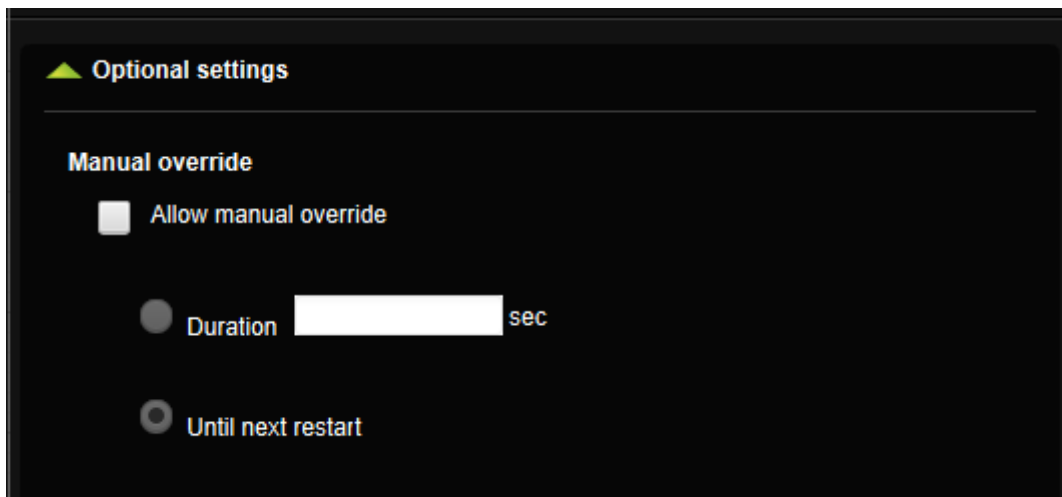 Optional settings
Manual override
Allow manual override
Duration sec
Until next restart